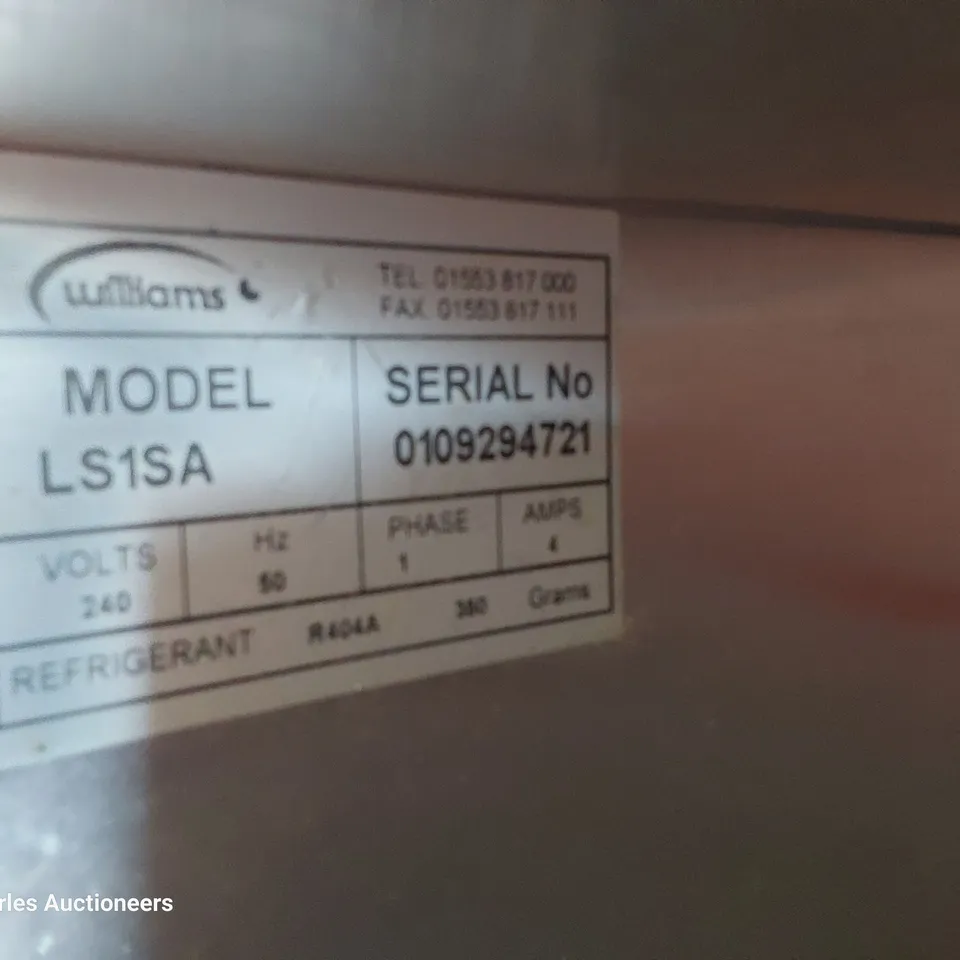 williams
TEL. 01553 817 000
FAX. 01553 817 111
MODEL
LS1SA
SERIAL No
0109294721
VOLTS
240
Hz
50
PHASE
1
AMPS
4
REFRIGERANT R404A 350 Grams
rles Auctioneers